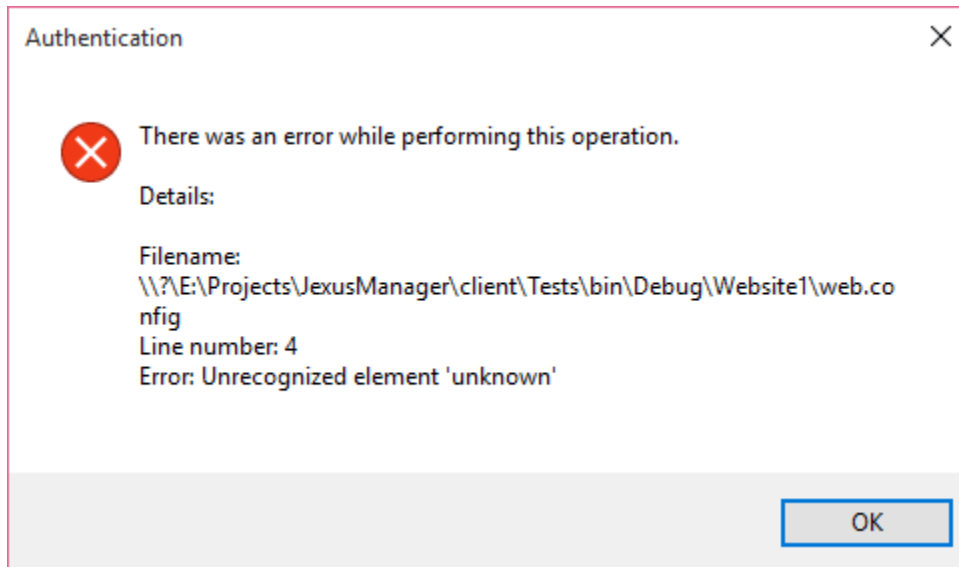 Authentication
There was an error while performing this operation.
Details:
Filename:
\\?\E:\Projects\JexusManager\client\Tests\bin\Debug\Website1\web.co
nfig
Line number: 4
Error: Unrecognized element 'unknown'
OK